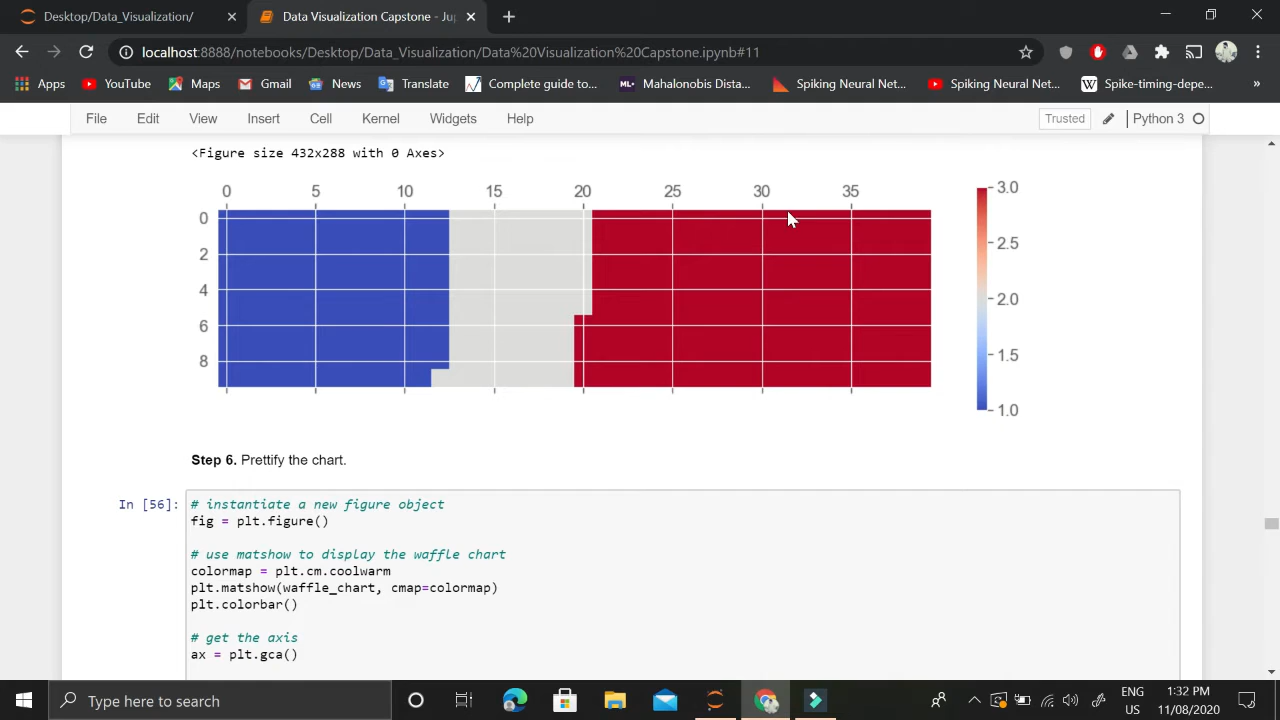 Desktop/Data_Visualization/
Data Visualization Capstone - Jup
localhost:8888/notebooks/Desktop/Data_Visualization/Data%20Visualization%20Capstone.ipynb#11
Apps YouTube Maps Gmail News Translate Complete guide to... ML+ Mahalonobis Dista... Spiking Neural Net... Spiking Neural Net... W Spike-timing-depe... »
File Edit View Insert Cell Kernel Widgets Help Trusted Python 3
<Figure size 432x288 with 0 Axes>
0 5 10 15 20 25 30 35
0
2
4
6
8
3.0
2.5
2.0
1.5
1.0
Step 6. Prettify the chart.
In [56]:
# instantiate a new figure object
fig = plt.figure()
# use matshow to display the waffle chart
colormap = plt.cm.coolwarm
plt.matshow(waffle_chart, cmap=colormap)
plt.colorbar()
# get the axis
ax = plt.gca()
Type here to search
ENG
US
1:32 PM
11/08/2020